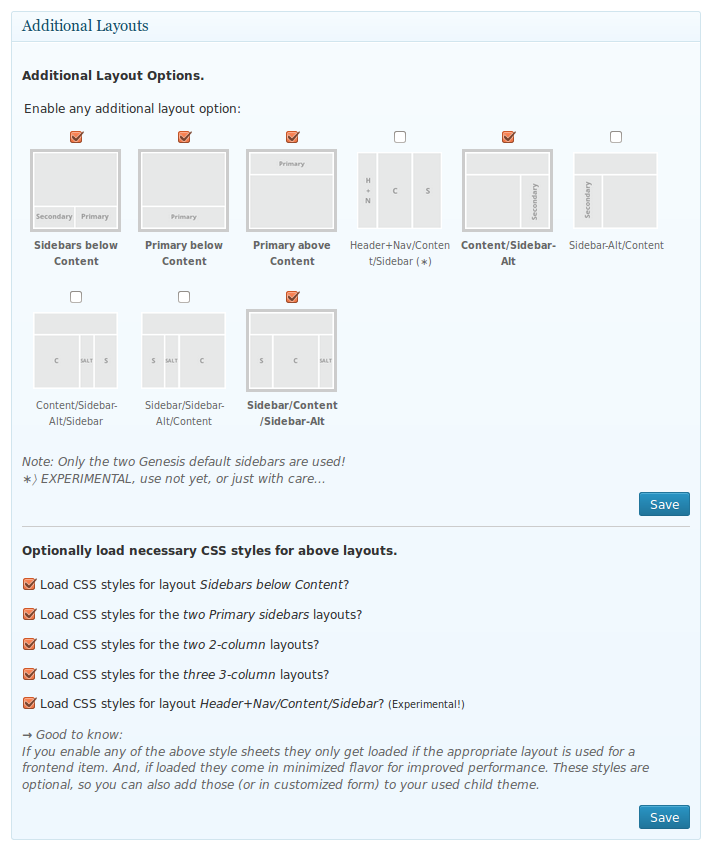 Additional Layouts
Additional Layout Options.
Enable any additional layout option:
Secondary Primary
Primary
Primary
H + N C S
Secondary
Secondary
Sidebars below Primary below Primary above Header+Nav/Conten Content/Sidebar- Sidebar-Alt/Content
Content Content Content t/Sidebar (∗) Alt
C SALT S
S SALT C
S C SALT
Content/Sidebar- Sidebar/Sidebar- Sidebar/Content
Alt/Sidebar Alt/Content /Sidebar-Alt
Note: Only the two Genesis default sidebars are used!
∗) EXPERIMENTAL, use not yet, or just with care...
Save
Optionally load necessary CSS styles for above layouts.
Load CSS styles for layout Sidebars below Content?
Load CSS styles for the two Primary sidebars layouts?
Load CSS styles for the two 2-column layouts?
Load CSS styles for the three 3-column layouts?
Load CSS styles for layout Header+Nav/Content/Sidebar? (Experimental!)
→ Good to know:
If you enable any of the above style sheets they only get loaded if the appropriate layout is used for a
frontend item. And, if loaded they come in minimized flavor for improved performance. These styles are
optional, so you can also add those (or in customized form) to your used child theme.
Save